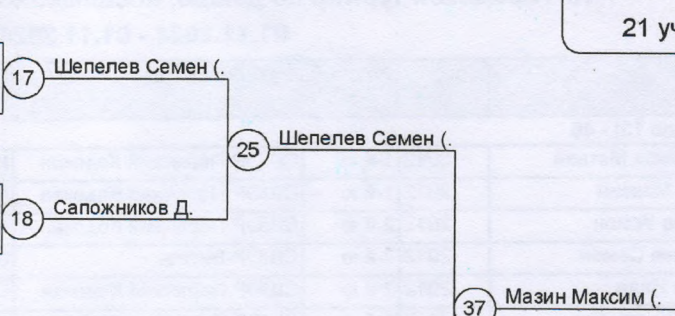 21 уч
17 Шепелев Семен (.
25 Шепелев Семен (.
18 Сапожников Д.
37 Мазин Максим (.